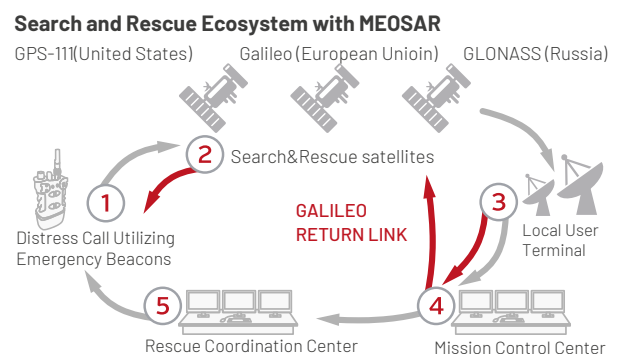 Search and Rescue Ecosystem with MEOSAR
GPS-111(United States)
Galileo (European Unioin)
GLONASS (Russia)
2
Search&Rescue satellites
1
3
GALILEO
RETURN LINK
Distress Call Utilizing
Emergency Beacons
Local User
Terminal
5
4
Rescue Coordination Center
Mission Control Center